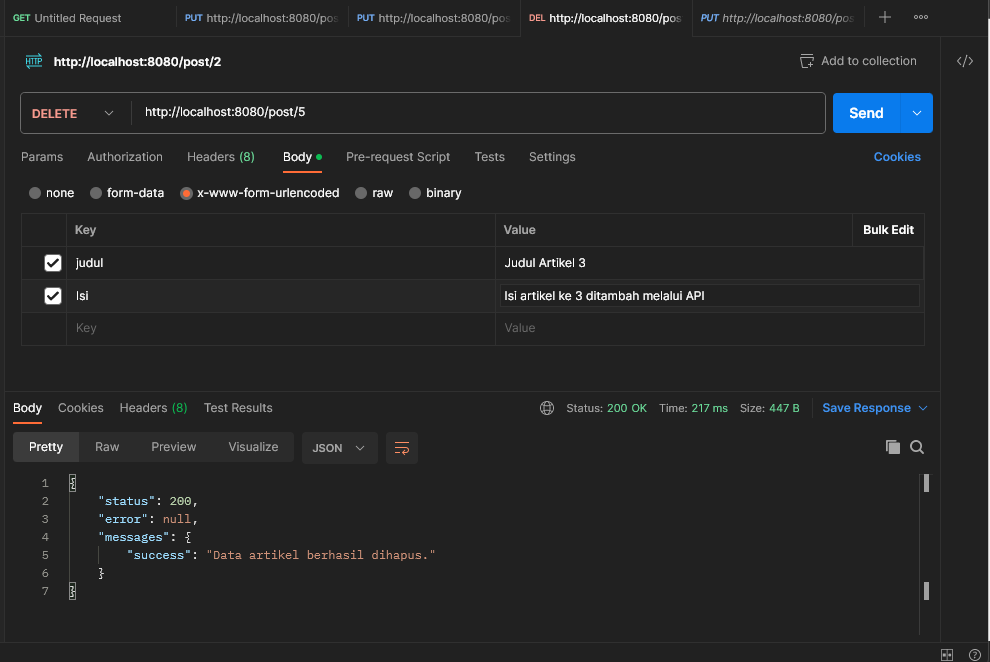 GET Untitled Request PUT http://localhost:8080/pos PUT http://localhost:8080/pos DEL http://localhost:8080/pos PUT http://localhost:8080/pos
HTTP http://localhost:8080/post/2 Add to collection </>
DELETE http://localhost:8080/post/5 Send
Params Authorization Headers (8) Body Pre-request Script Tests Settings Cookies
none form-data x-www-form-urlencoded raw binary
Key Value Bulk Edit
judul Judul Artikel 3
Isi Isi artikel ke 3 ditambah melalui API
Key Value
Body Cookies Headers (8) Test Results Status: 200 OK Time: 217 ms Size: 447 B Save Response
Pretty Raw Preview Visualize JSON
1 {
2 "status": 200,
3 "error": null,
4 "messages": {
5 "success": "Data artikel berhasil dihapus."
6 }
7 }